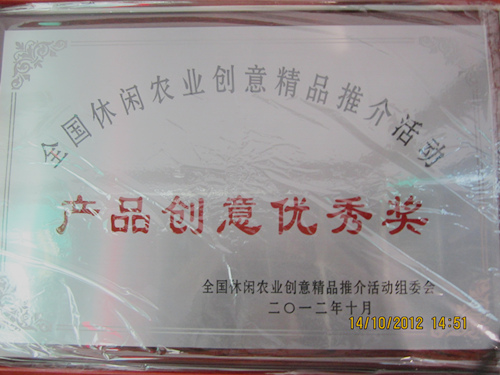 全国休闲农业创意精品推介活动
产品创意优秀奖
全国休闲农业创意精品推介活动组委会
二〇一二年十月
14/10/2012 14:51